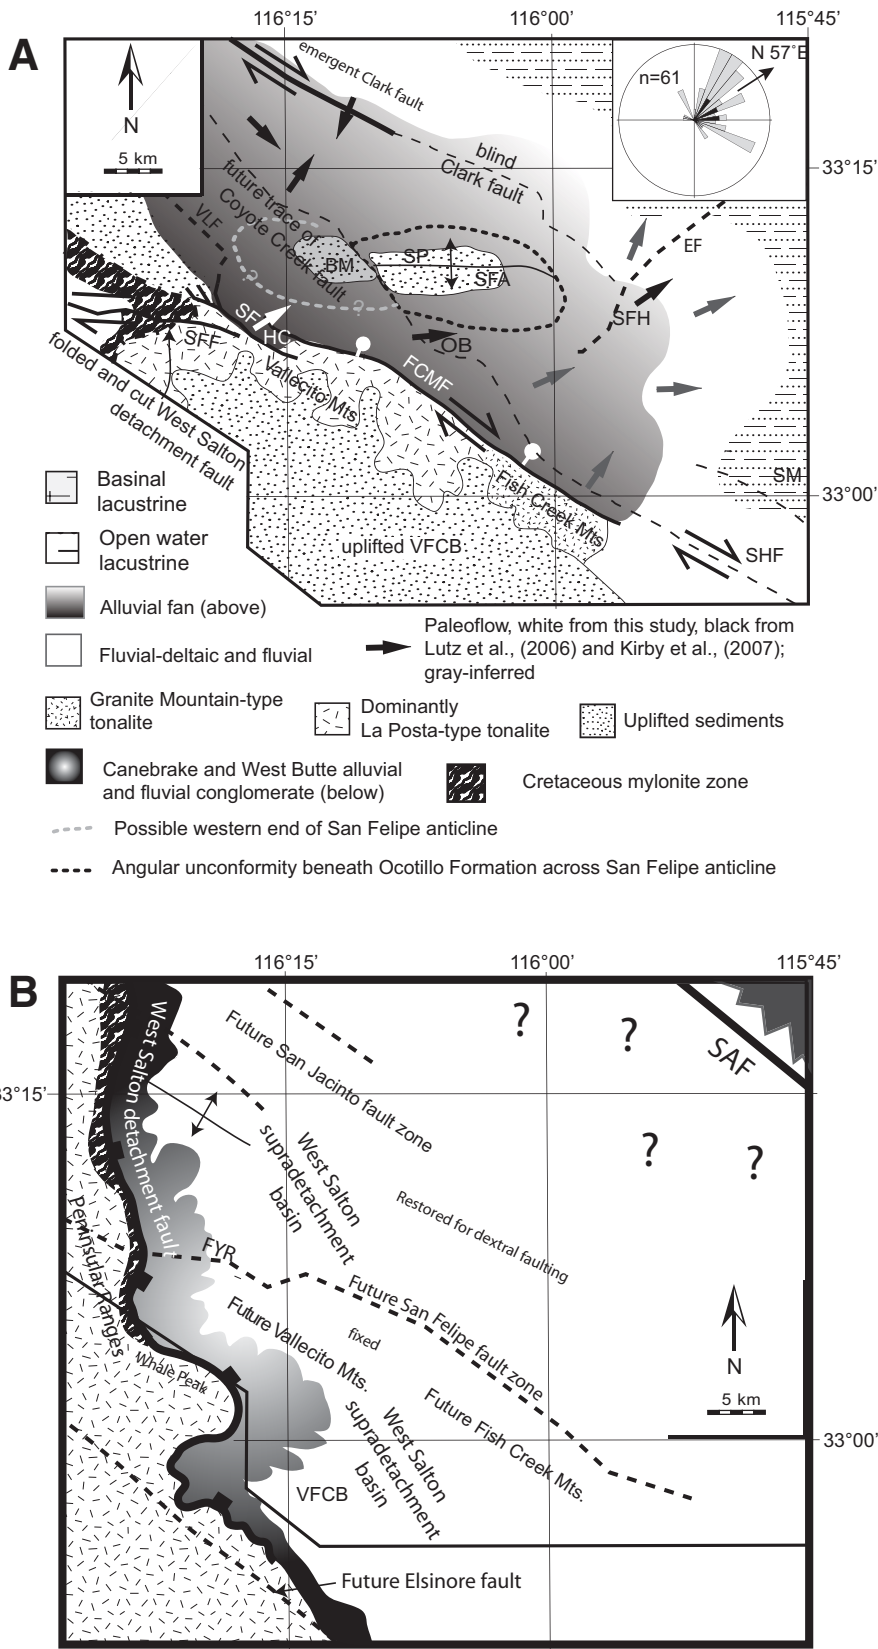 116°15’
116°00’
115°45’
A
N
5 km
emergent Clark fault
n=61
N 57°E
blind
Clark fault
33°15’
future trace of
Coyote Creek fault
VLF
BM
SP
SFA
EF
SFH
?
?
SF
HC
SFF
OB
FCMF
Vallecito Mts
folded and cut West Salton
detachment fault
Fish Creek Mts
SM
33°00’
uplifted VFCB
SHF
Basinal
lacustrine
Open water
lacustrine
Alluvial fan (above)
Fluvial-deltaic and fluvial
Paleoflow, white from this study, black from
Lutz et al., (2006) and Kirby et al., (2007);
gray-inferred
Granite Mountain-type
tonalite
Dominantly
La Posta-type tonalite
Uplifted sediments
Canebrake and West Butte alluvial
and fluvial conglomerate (below)
Cretaceous mylonite zone
Possible western end of San Felipe anticline
Angular unconformity beneath Ocotillo Formation across San Felipe anticline
116°15’
116°00’
115°45’
B
?
?
SAF
West Salton detachment fault
Future San Jacinto fault zone
3°15’
?
?
West Salton
supradetachment
basin
Restored for dextral faulting
Peninsular Ranges
FYR
Future San Felipe fault zone
Future Vallecito Mts.
fixed
Whale Peak
N
5 km
Future Fish Creek Mts.
West Salton
supradetachment
basin
33°00’
VFCB
Future Elsinore fault